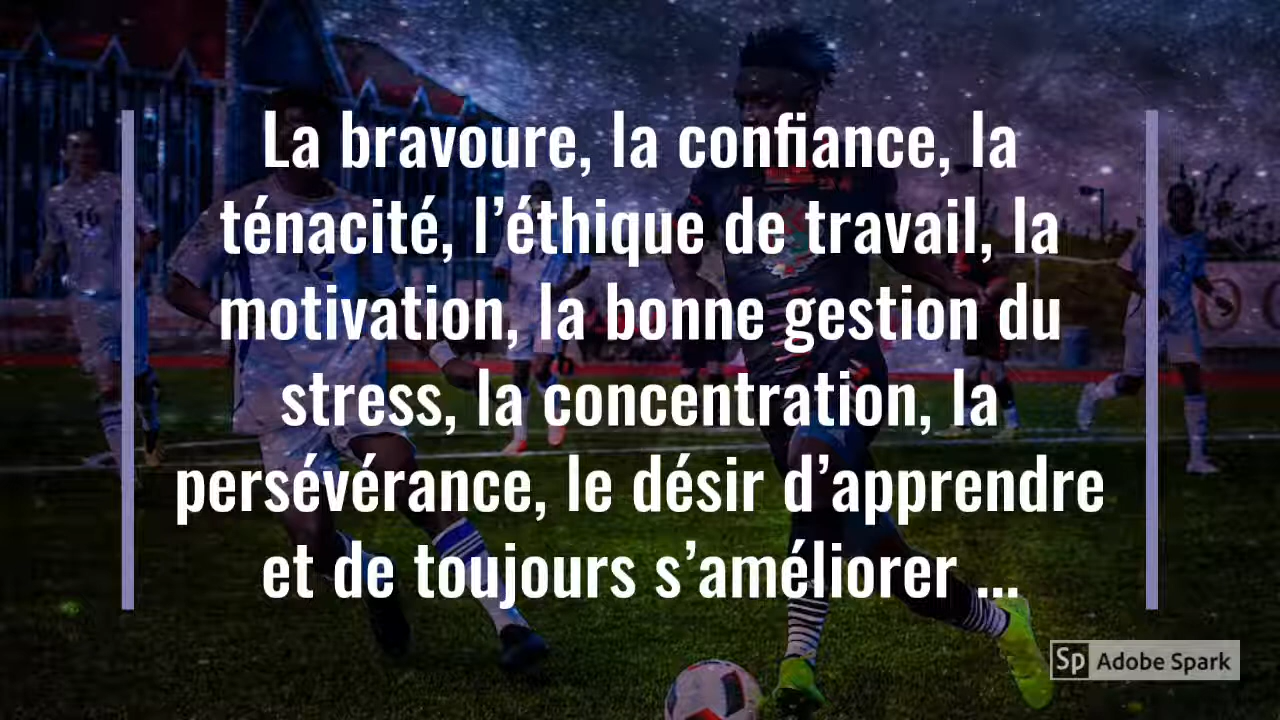 La bravoure, la confiance, la
ténacité, l’éthique de travail, la
motivation, la bonne gestion du
stress, la concentration, la
persévérance, le désir d’apprendre
et de toujours s’améliorer ...
16
Sp Adobe Spark